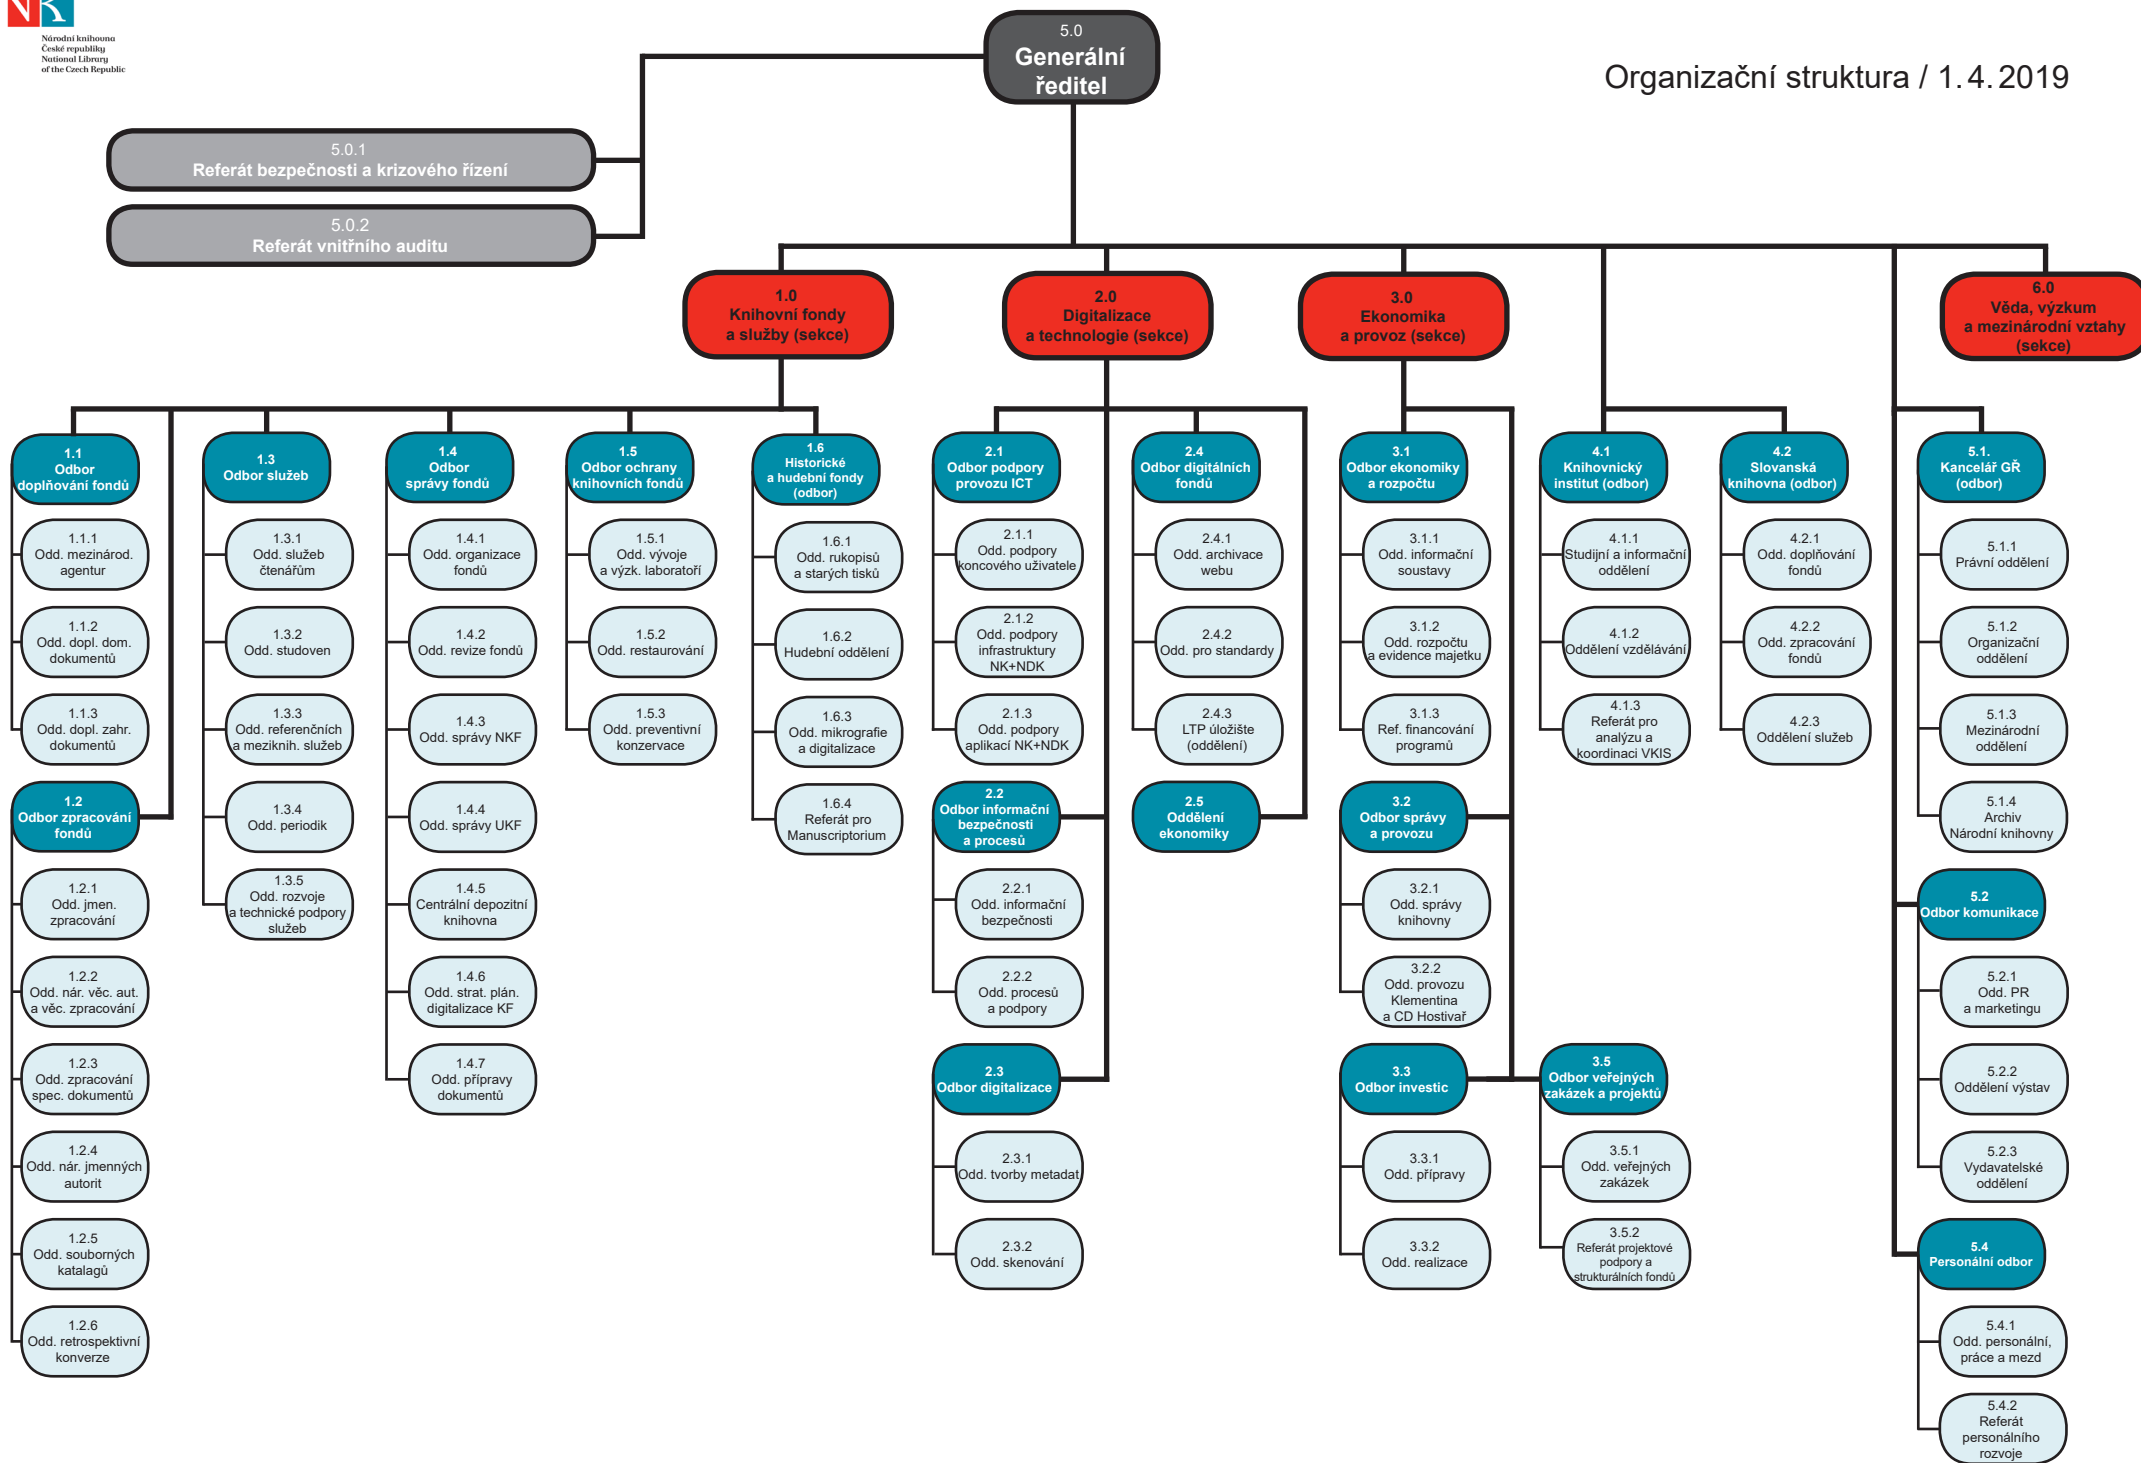 NK
Národní knihovna
České republiky
National Library
of the Czech Republic
5.0
Generální
ředitel
Organizační struktura / 1. 4. 2019
5.0.1
Referát bezpečnosti a krizového řízení
5.0.2
Referát vnitřního auditu
1.0
Knihovní fondy
a služby (sekce)
2.0
Digitalizace
a technologie (sekce)
3.0
Ekonomika
a provoz (sekce)
6.0
Věda, výzkum
a mezinárodní vztahy
(sekce)
1.1
Odbor
doplňování fondů
1.1.1
Odd. mezinárod.
agentur
1.1.2
Odd. dopl. dom.
dokumentů
1.1.3
Odd. dopl. zahr.
dokumentů
1.2
Odbor zpracování
fondů
1.2.1
Odd. jmen.
zpracování
1.2.2
Odd. nár. věc. aut.
a věc. zpracování
1.2.3
Odd. zpracování
spec. dokumentů
1.2.4
Odd. nár. jmenných
autorit
1.2.5
Odd. souborných
katalagů
1.2.6
Odd. retrospektivní
konverze
1.3
Odbor služeb
1.3.1
Odd. služeb
čtenářům
1.3.2
Odd. studoven
1.3.3
Odd. referenčních
a meziknih. služeb
1.3.4
Odd. periodik
1.3.5
Odd. rozvoje
a technické podpory
služeb
1.4
Odbor
správy fondů
1.4.1
Odd. organizace
fondů
1.4.2
Odd. revize fondů
1.4.3
Odd. správy NKF
1.4.4
Odd. správy UKF
1.4.5
Centrální depozitní
knihovna
1.4.6
Odd. strat. plán.
digitalizace KF
1.4.7
Odd. přípravy
dokumentů
1.5
Odbor ochrany
knihovních fondů
1.5.1
Odd. vývoje
a výzk. laboratoří
1.5.2
Odd. restaurování
1.5.3
Odd. preventivní
konzervace
1.6
Historické
a hudební fondy
(odbor)
1.6.1
Odd. rukopisů
a starých tisků
1.6.2
Hudební oddělení
1.6.3
Odd. mikrografie
a digitalizace
1.6.4
Referát pro
Manuscriptorium
2.1
Odbor podpory
provozu ICT
2.1.1
Odd. podpory
koncového uživatele
2.1.2
Odd. podpory
infrastruktury
NK+NDK
2.1.3
Odd. podpory
aplikací NK+NDK
2.2
Odbor informační
bezpečnosti
a procesů
2.2.1
Odd. informační
bezpečnosti
2.2.2
Odd. procesů
a podpory
2.3
Odbor digitalizace
2.3.1
Odd. tvorby metadat
2.3.2
Odd. skenování
2.4
Odbor digitálních
fondů
2.4.1
Odd. archivace
webu
2.4.2
Odd. pro standardy
2.4.3
LTP úložiště
(oddělení)
2.5
Oddělení
ekonomiky
3.1
Odbor ekonomiky
a rozpočtu
3.1.1
Odd. informační
soustavy
3.1.2
Odd. rozpočtu
a evidence majetku
3.1.3
Ref. financování
programů
3.2
Odbor správy
a provozu
3.2.1
Odd. správy
knihovny
3.2.2
Odd. provozu
Klementina
a CD Hostivař
3.3
Odbor investic
3.3.1
Odd. přípravy
3.3.2
Odd. realizace
3.5
Odbor veřejných
zakázek a projektů
3.5.1
Odd. veřejných
zakázek
3.5.2
Referát projektové
podpory a
strukturálních fondů
4.1
Knihovnický
institut (odbor)
4.1.1
Studijní a informační
oddělení
4.1.2
Oddělení vzdělávání
4.1.3
Referát pro
analýzu a
koordinaci VKIS
4.2
Slovanská
knihovna (odbor)
4.2.1
Odd. doplňování
fondů
4.2.2
Odd. zpracování
fondů
4.2.3
Oddělení služeb
5.1.
Kancelář GŘ
(odbor)
5.1.1
Právní oddělení
5.1.2
Organizační
oddělení
5.1.3
Mezinárodní
oddělení
5.1.4
Archiv
Národní knihovny
5.2
Odbor komunikace
5.2.1
Odd. PR
a marketingu
5.2.2
Oddělení výstav
5.2.3
Vydavatelské
oddělení
5.4
Personální odbor
5.4.1
Odd. personální,
práce a mezd
5.4.2
Referát
personálního
rozvoje